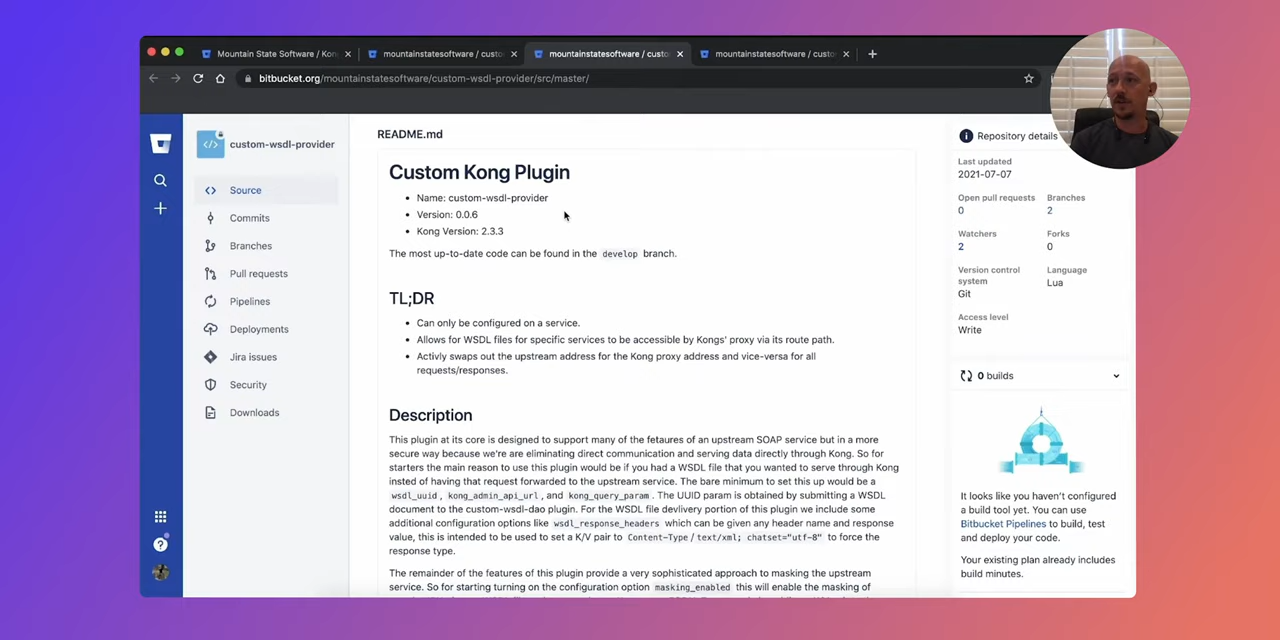 Mountain State Software / Kon
mountainstatesoftware / custo
mountainstatesoftware / custo
mountainstatesoftware / custo
bitbucket.org/mountainstatesoftware/custom-wsdl-provider/src/master/
custom-wsdl-provider
Source
Commits
Branches
Pull requests
Pipelines
Deployments
Jira issues
Security
Downloads
README.md
Custom Kong Plugin
Name: custom-wsdl-provider
Version: 0.0.6
Kong Version: 2.3.3
The most up-to-date code can be found in the develop branch.
TL;DR
Can only be configured on a service.
Allows for WSDL files for specific services to be accessible by Kongs' proxy via its route path.
Activly swaps out the upstream address for the Kong proxy address and vice-versa for all
requests/responses.
Description
This plugin at its core is designed to support many of the fetaures of an upstream SOAP service but in a more
secure way because we're are eliminating direct communication and serving data directly through Kong. So for
starters the main reason to use this plugin would be if you had a WSDL file that you wanted to serve through Kong
insted of having that request forwarded to the upstream service. The bare minimum to set this up would be a
wsdl_uuid, kong_admin_api_url, and kong_query_param. The UUID param is obtained by submitting a WSDL
document to the custom-wsdl-dao plugin. For the WSDL file devlivery portion of this plugin we include some
additional configuration options like wsdl_response_headers which can be given any header name and response
value, this is intended to be used to set a K/V pair to Content-Type / text/xml; chatset="utf-8" to force the
response type.
The remainder of the features of this plugin provide a very sophisticated approach to masking the upstream
service. So for starting turning on the configuration option masking_enabled this will enable the masking of
Repository details
Last updated
2021-07-07
Open pull requests
0
Branches
2
Watchers
2
Forks
0
Version control
system
Git
Language
Lua
Access level
Write
0 builds
It looks like you haven't configured
a build tool yet. You can use
Bitbucket Pipelines to build, test
and deploy your code.
Your existing plan already includes
build minutes.